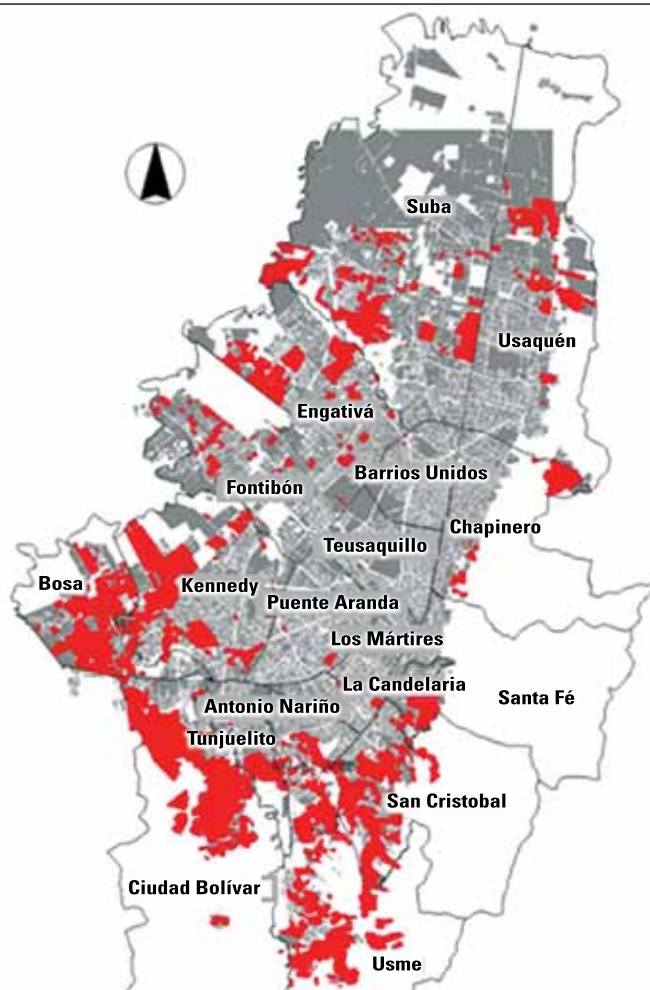 Suba
Usaquén
Engativá
Barrios Unidos
Fontibón
Chapinero
Teusaquillo
Bosa
Kennedy
Puente Aranda
Los Mártires
La Candelaria
Santa Fé
Antonio Nariño
Tunjuelito
San Cristobal
Ciudad Bolívar
Usme